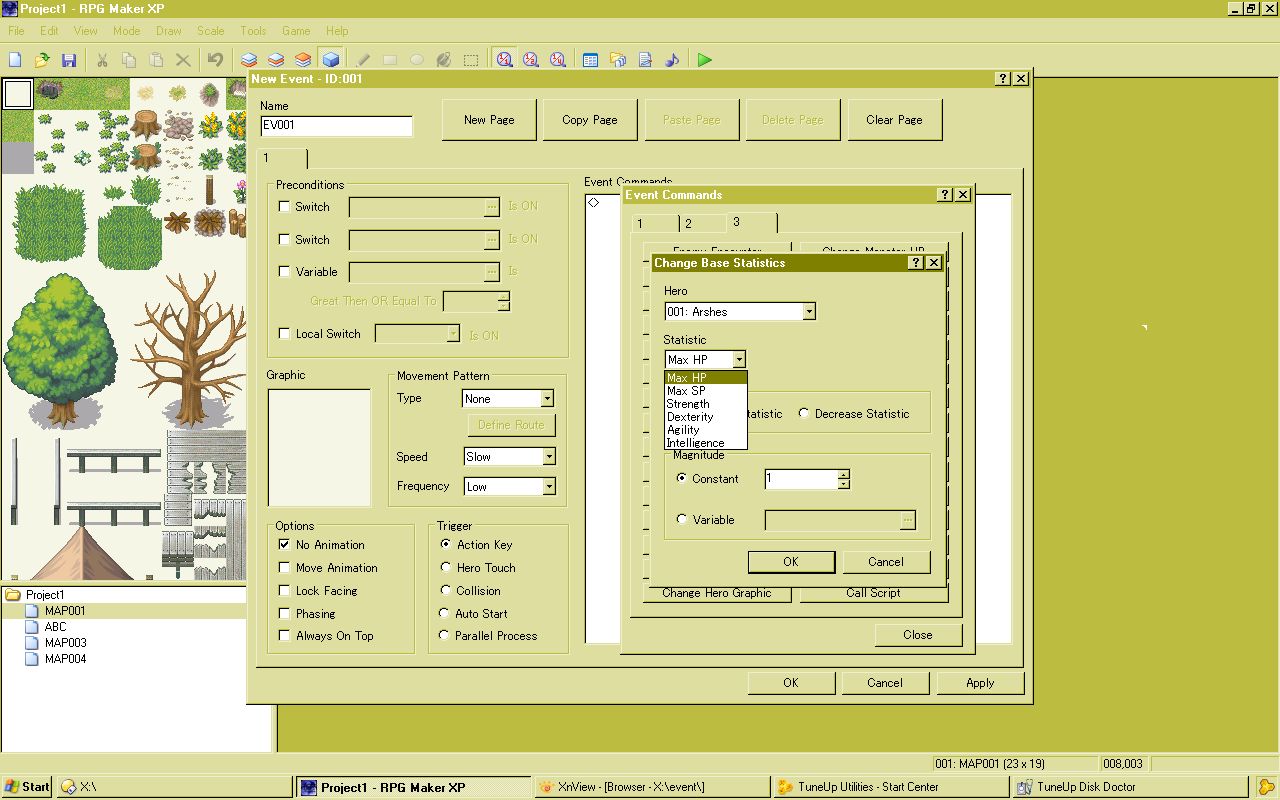 Project1 - RPG Maker XP
File Edit View Mode Draw Scale Tools Game Help
New Event - ID:001
Name
EV001
New Page
Copy Page
Paste Page
Delete Page
Clear Page
1
Preconditions
Switch ... Is ON
Switch ... Is ON
Variable ... Is
Great Then OR Equal To
Local Switch Is ON
Graphic
Movement Pattern
Type None
Define Route
Speed Slow
Frequency Low
Options
No Animation
Move Animation
Lock Facing
Phasing
Always On Top
Trigger
Action Key
Hero Touch
Collision
Auto Start
Parallel Process
Event Commands
Event Commands
1 2 3
Change Base Statistics
Hero
001: Arshes
Statistic
Max HP
Max HP
Max SP
Strength
Dexterity
Agility
Intelligence
Decrease Statistic
Magnitude
Constant 1
Variable ...
OK
Cancel
Change Hero Graphic
Call Script
Close
OK
Cancel
Apply
Project1
MAP001
ABC
MAP003
MAP004
001: MAP001 (23 x 19)
008,003
Start
X:\
Project1 - RPG Maker XP
XnView - [Browser - X:\event\]
TuneUp Utilities - Start Center
TuneUp Disk Doctor